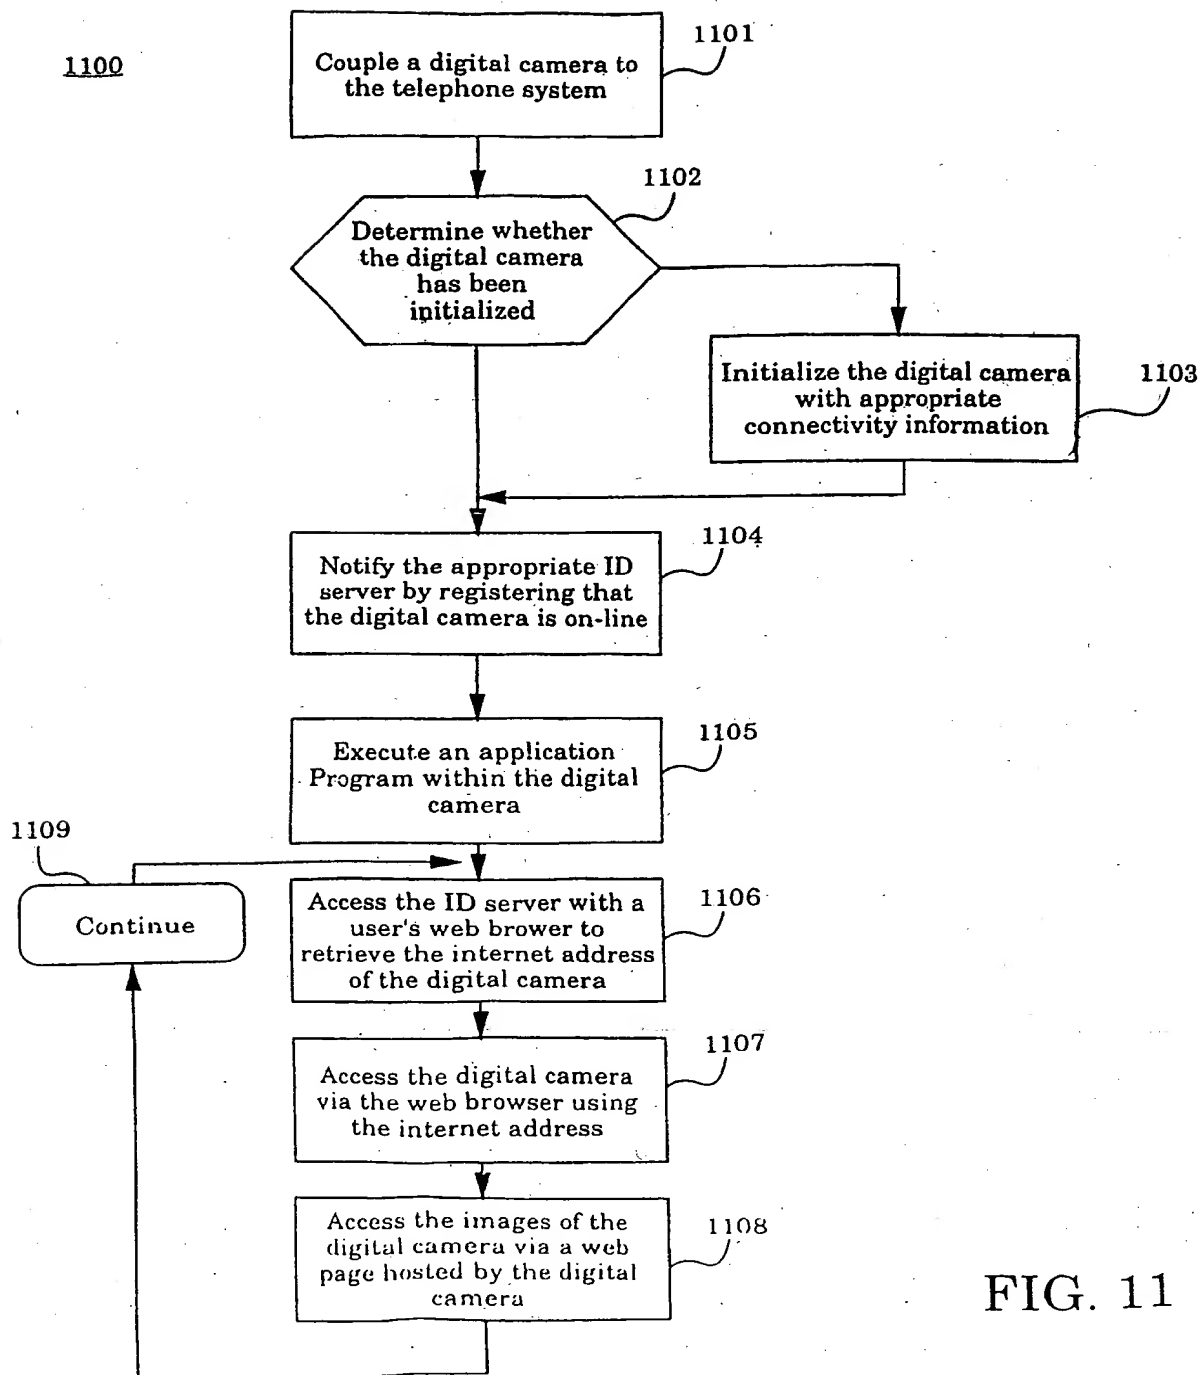 1100
1101
Couple a digital camera to
the telephone system
1102
Determine whether
the digital camera
has been
initialized
Initialize the digital camera
with appropriate
connectivity information
1103
1104
Notify the appropriate ID
server by registering that
the digital camera is on-line
1105
Execute an application
Program within the digital
camera
1109
Continue
1106
Access the ID server with a
user's web brower to
retrieve the internet address
of the digital camera
1107
Access the digital camera
via the web browser using
the internet address
1108
Access the images of the
digital camera via a web
page hosted by the digital
camera
FIG. 11